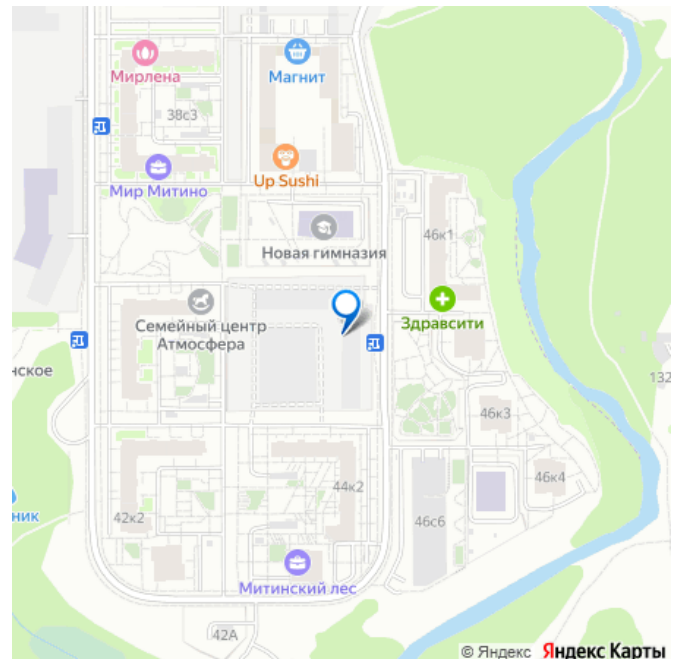 Мирлена
Магнит
38с3
Up Sushi
Мир Митино
46к1
Новая гимназия
Здравсити
Семейный центр
Атмосфера
нское
132
46к3
44к2
46к4
ник
42к2
46с6
Митинский лес
42А
© Яндекс Яндекс Карты